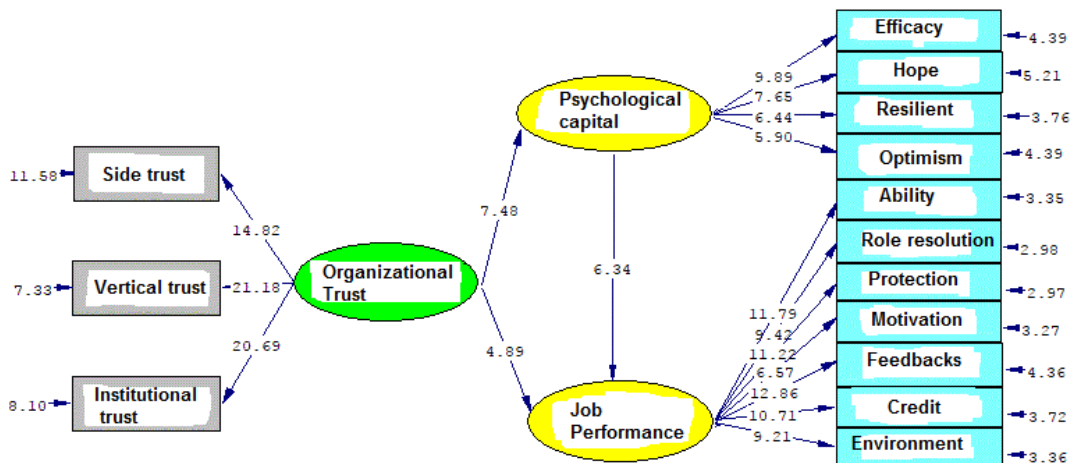 Efficacy
4.39
9.89
Hope
5.21
Psychological
capital
7.65
Resilient
3.76
6.44
5.90
Optimism
4.39
Side trust
11.58
Ability
3.35
7.48
14.82
Role resolution
2.98
Organizational
Trust
6.34
Vertical trust
7.33
21.18
Protection
2.97
11.79
Motivation
3.27
9.42
20.69
4.89
11.22
Feedbacks
4.36
6.57
Institutional
trust
8.10
12.86
Job
Performance
10.71
Credit
3.72
9.21
Environment
3.36